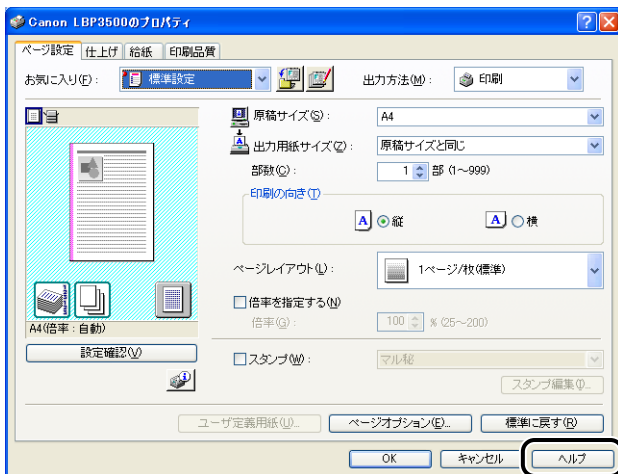 Canon LBP3500のプロパティ
ページ設定 仕上げ 給紙 印刷品質
お気に入り(F): 標準設定 出力方法(M): 印刷
原稿サイズ(S): A4
出力用紙サイズ(Z): 原稿サイズと同じ
部数(C): 1 部 (1~999)
印刷の向き(T)
A 縦 A 横
ページレイアウト(L): 1ページ/枚(標準)
倍率を指定する(N)
倍率(G): 100 % (25~200)
A4(倍率:自動)
設定確認(V)
スタンプ(W): マル秘
スタンプ編集(I)...
ユーザ定義用紙(U)... ページオプション(E)... 標準に戻す(R)
OK キャンセル ヘルプ